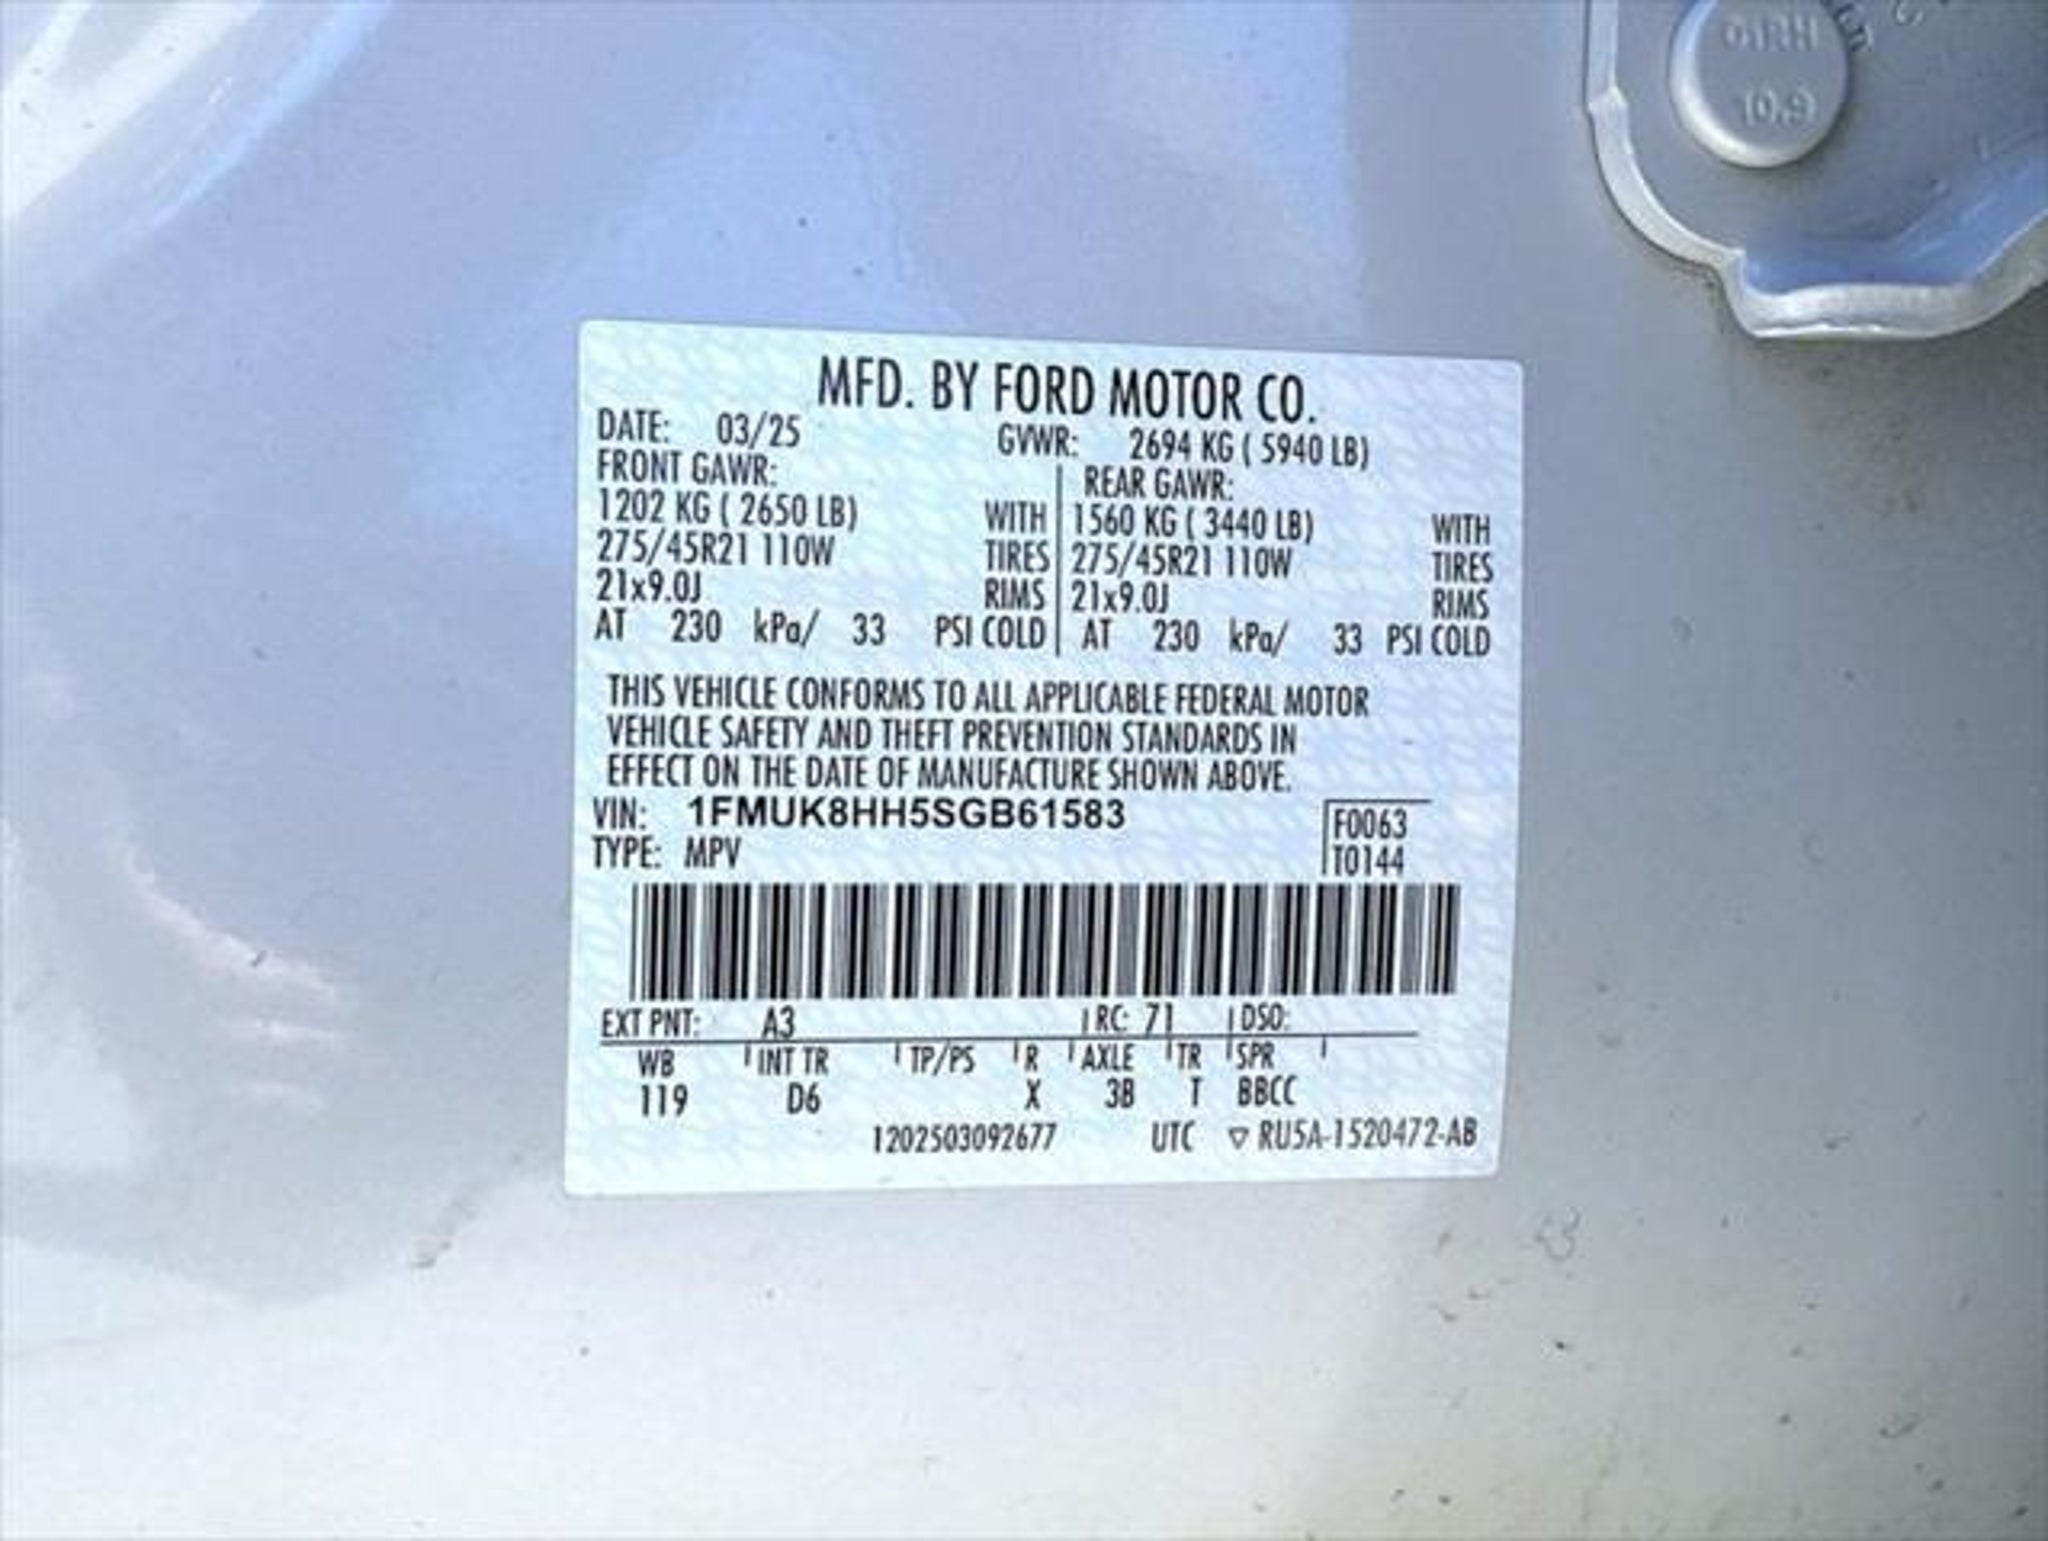 01RH
10.9
MFD. BY FORD MOTOR CO.
DATE: 03/25 GVWR: 2694 KG ( 5940 LB)
FRONT GAWR: REAR GAWR:
1202 KG ( 2650 LB) WITH 1560 KG ( 3440 LB) WITH
275/45R21 110W TIRES 275/45R21 110W TIRES
21x9.0J RIMS 21x9.0J RIMS
AT 230 kPa/ 33 PSI COLD AT 230 kPa/ 33 PSI COLD
THIS VEHICLE CONFORMS TO ALL APPLICABLE FEDERAL MOTOR
VEHICLE SAFETY AND THEFT PREVENTION STANDARDS IN
EFFECT ON THE DATE OF MANUFACTURE SHOWN ABOVE.
VIN: 1FMUK8HH5SGB61583 F0063
TYPE: MPV T0144
EXT PNT: A3 RC: 71 DSO:
WB INT TR TP/PS R AXLE TR SPR
119 D6 X 3B T BBCC
1202503092677 UTC ▽ RU5A-1520472-AB